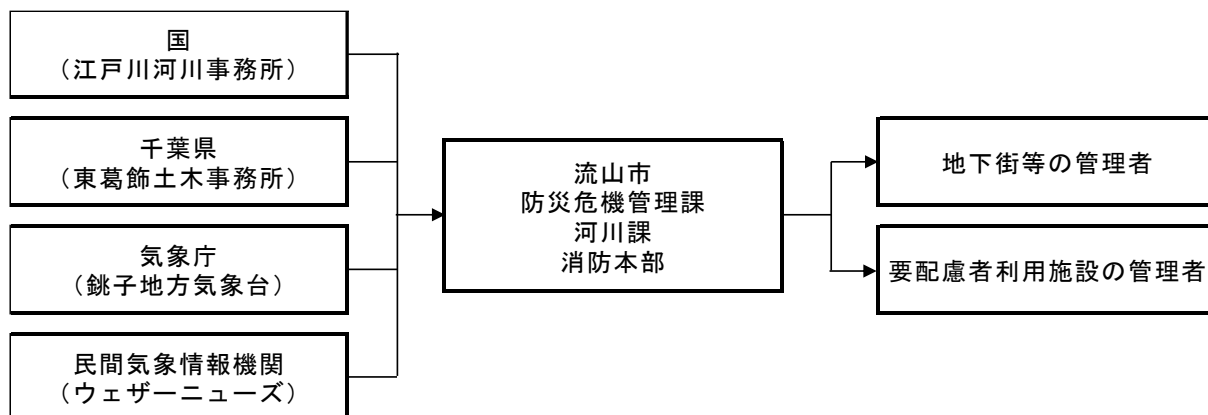 国
（江戸川河川事務所）
千葉県
（東葛飾土木事務所）
気象庁
（銚子地方気象台）
民間気象情報機関
（ウェザーニューズ）
流山市
防災危機管理課
河川課
消防本部
地下街等の管理者
要配慮者利用施設の管理者